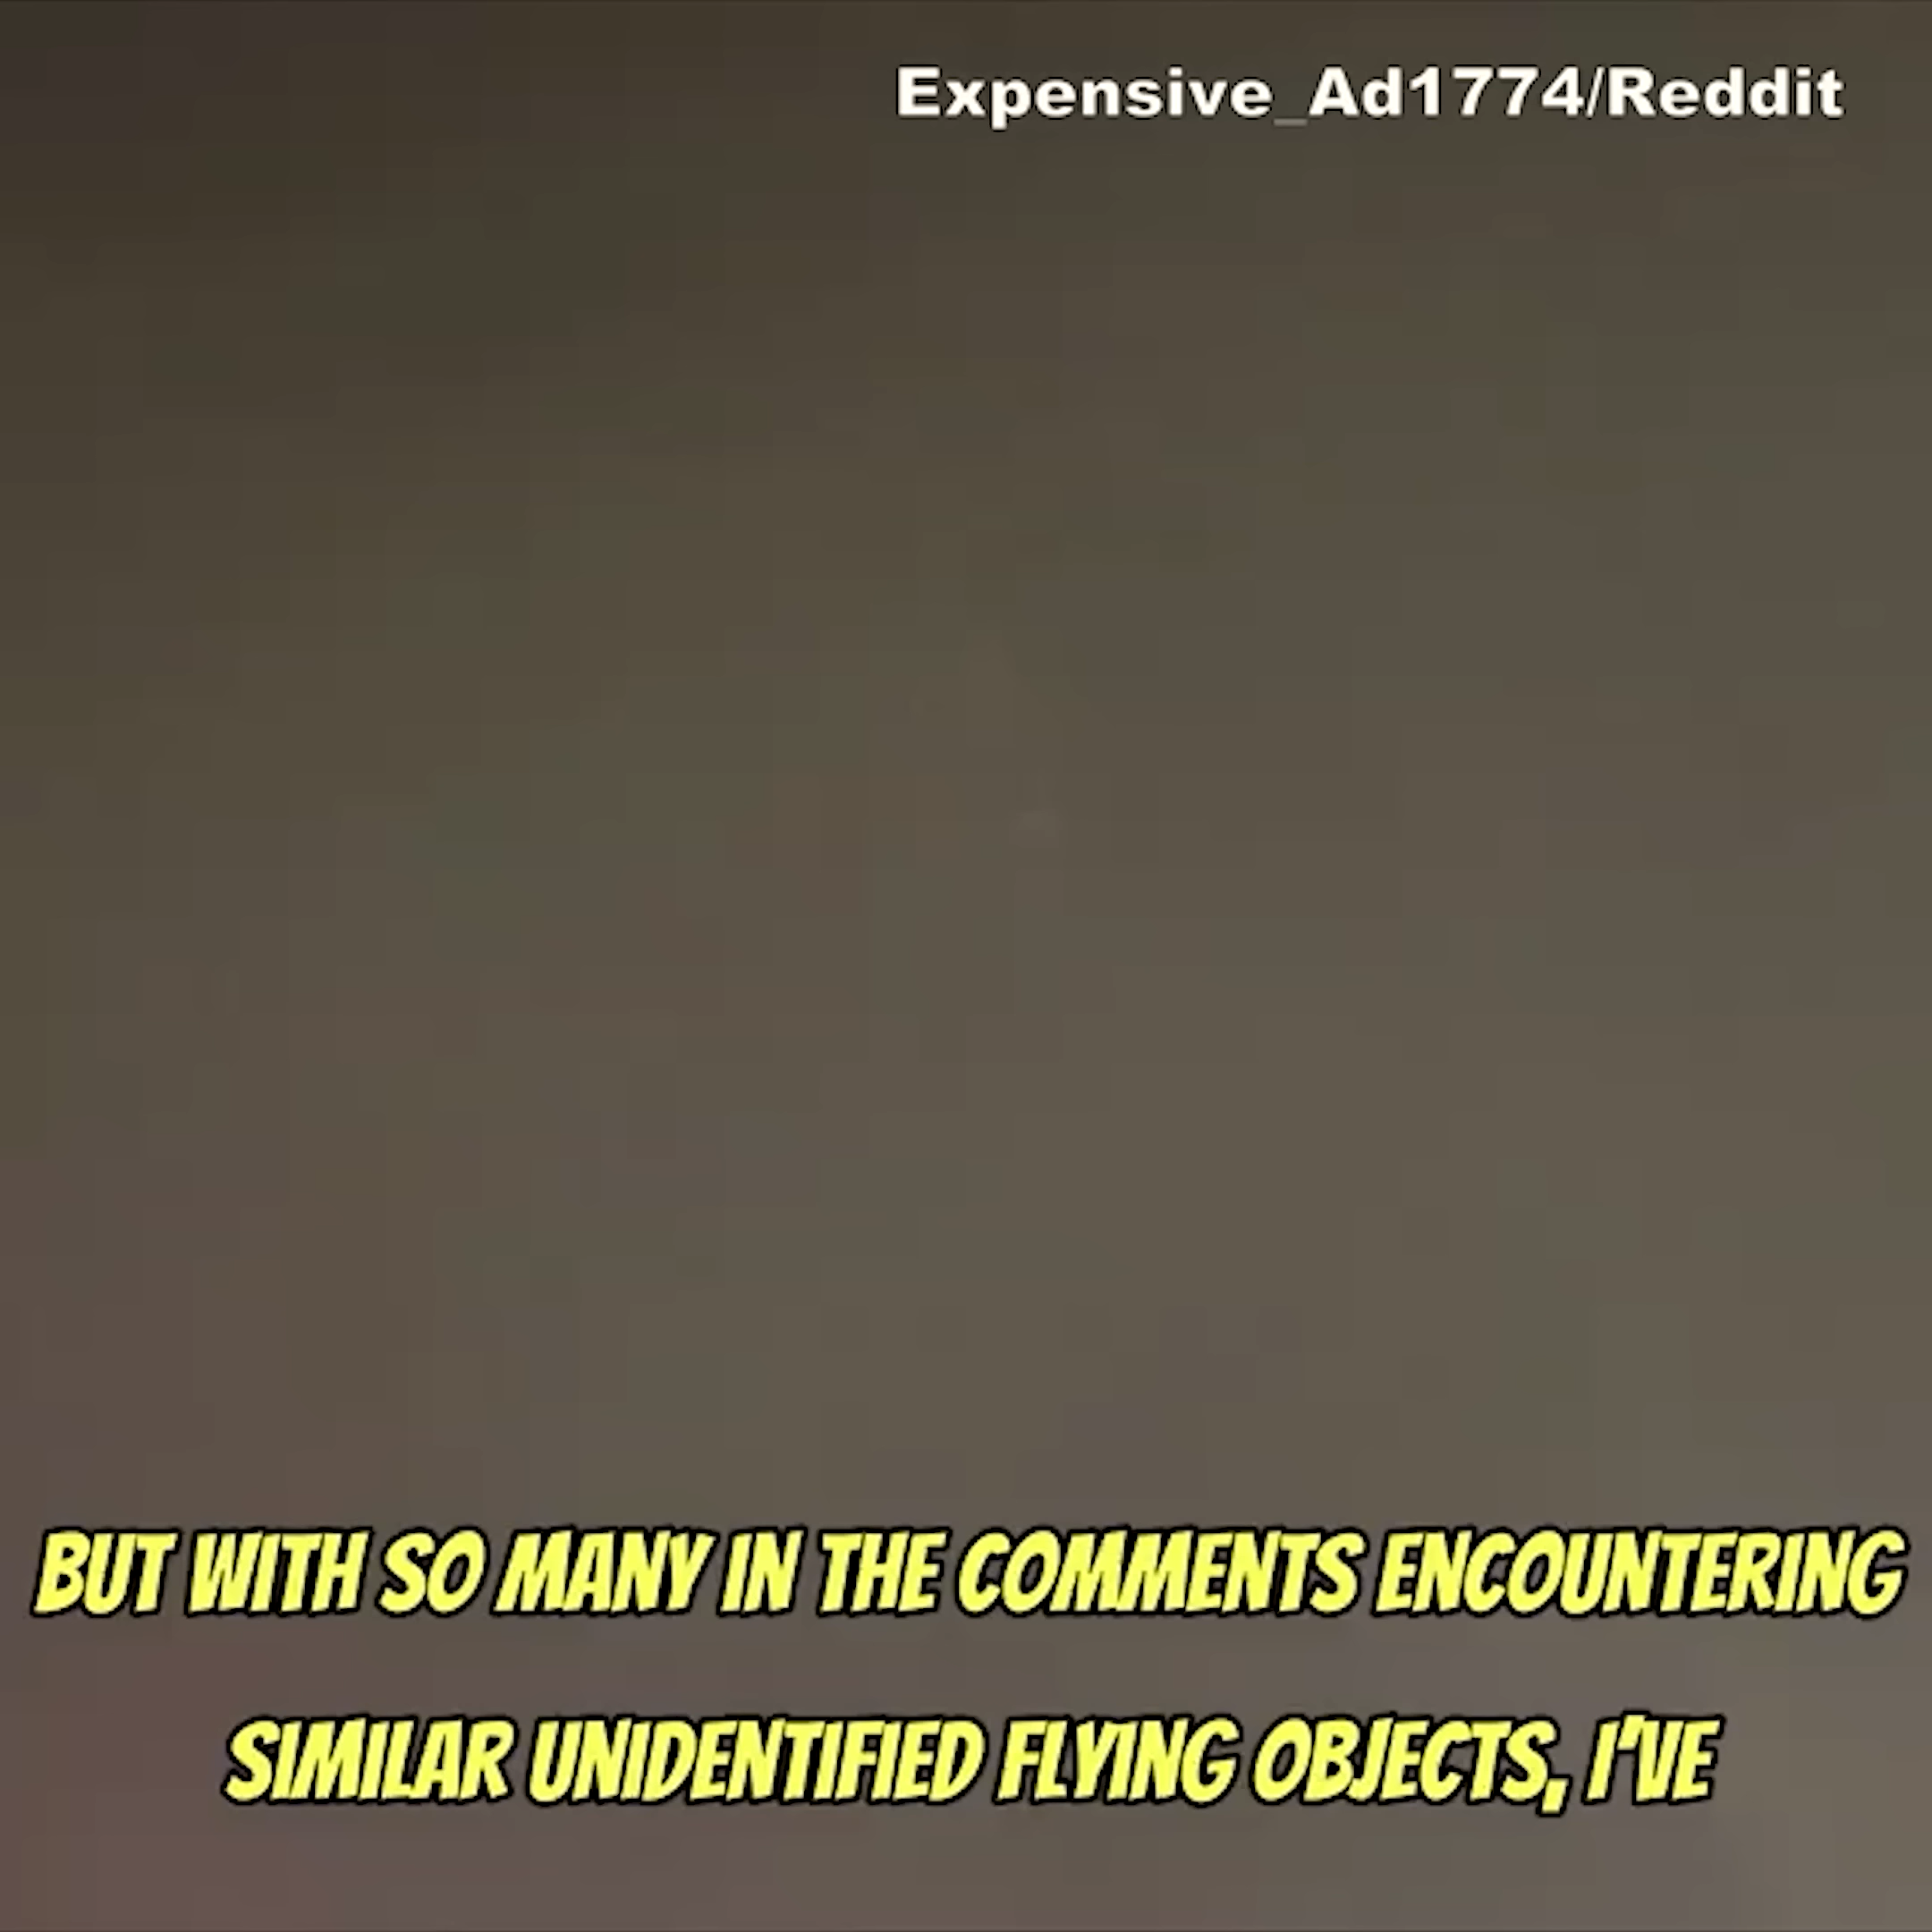 Expensive_Ad1774/Reddit
BUT WITH SO MANY IN THE COMMENTS ENCOUNTERING
SIMILAR UNIDENTIFIED FLYING OBJECTS, I'VE